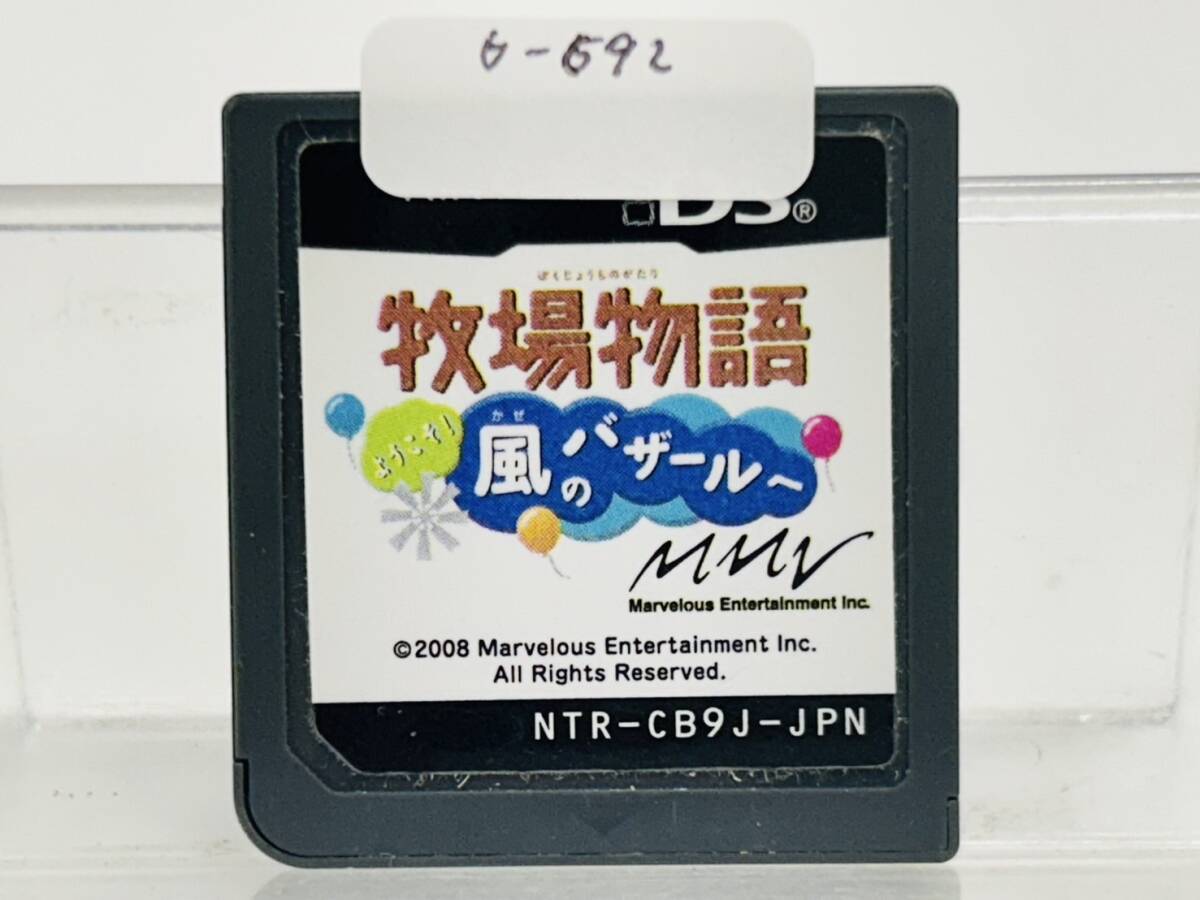 DS®
ぼくじょうものがたり
牧場物語
ようこそ!
かぜ
風のバザールへ
MMV
Marvelous Entertainment Inc.
©2008 Marvelous Entertainment Inc.
All Rights Reserved.
NTR-CB9J-JPN